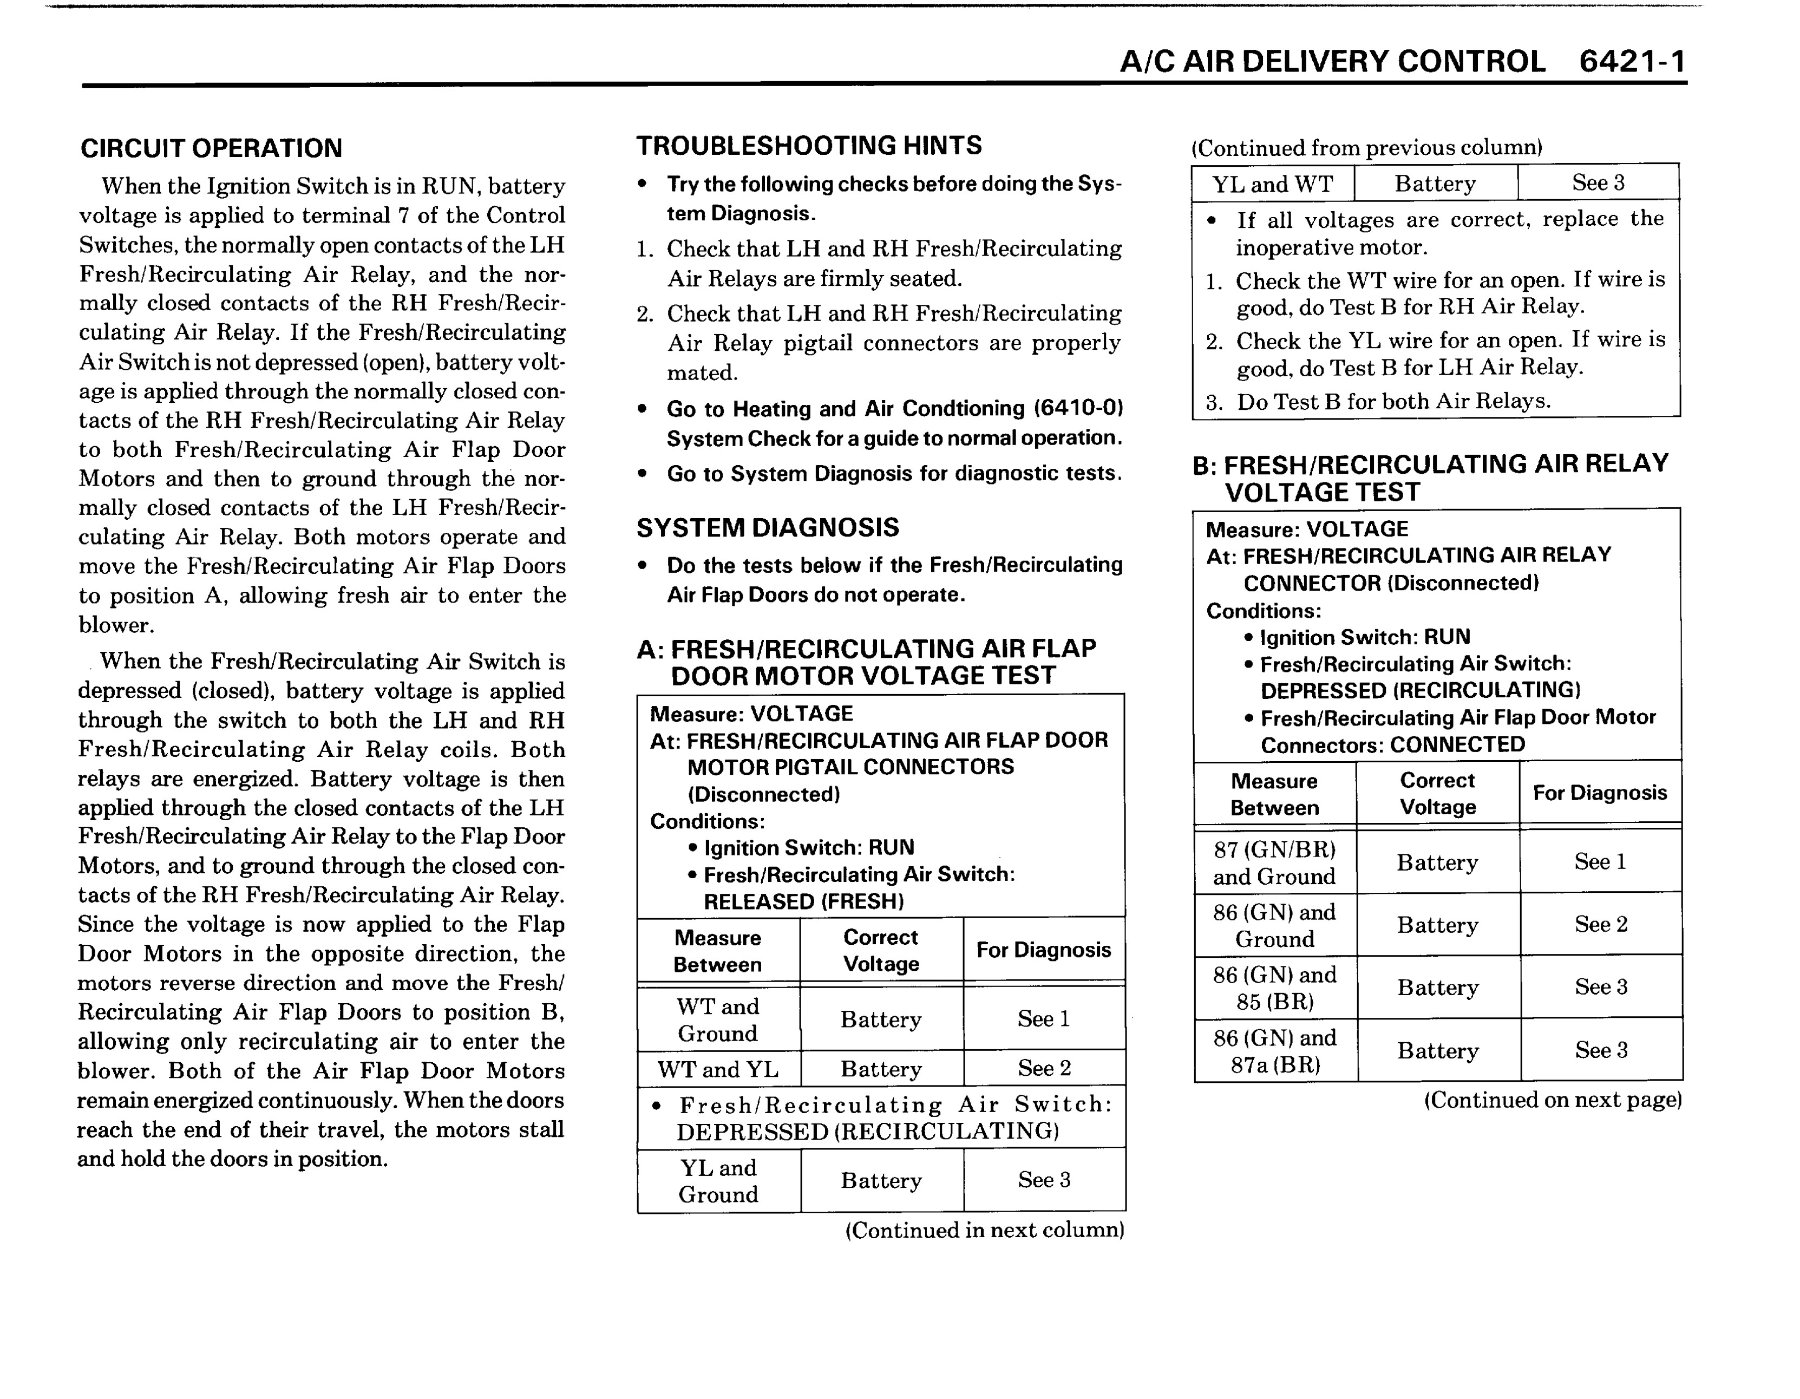 A/C AIR DELIVERY CONTROL 6421-1
CIRCUIT OPERATION
When the Ignition Switch is in RUN, battery
voltage is applied to terminal 7 of the Control
Switches, the normally open contacts of the LH
Fresh/Recirculating Air Relay, and the nor-
mally closed contacts of the RH Fresh/Recir-
culating Air Relay. If the Fresh/Recirculating
Air Switch is not depressed (open), battery volt-
age is applied through the normally closed con-
tacts of the RH Fresh/Recirculating Air Relay
to both Fresh/Recirculating Air Flap Door
Motors and then to ground through the nor-
mally closed contacts of the LH Fresh/Recir-
culating Air Relay. Both motors operate and
move the Fresh/Recirculating Air Flap Doors
to position A, allowing fresh air to enter the
blower.
When the Fresh/Recirculating Air Switch is
depressed (closed), battery voltage is applied
through the switch to both the LH and RH
Fresh/Recirculating Air Relay coils. Both
relays are energized. Battery voltage is then
applied through the closed contacts of the LH
Fresh/Recirculating Air Relay to the Flap Door
Motors, and to ground through the closed con-
tacts of the RH Fresh/Recirculating Air Relay.
Since the voltage is now applied to the Flap
Door Motors in the opposite direction, the
motors reverse direction and move the Fresh/
Recirculating Air Flap Doors to position B,
allowing only recirculating air to enter the
blower. Both of the Air Flap Door Motors
remain energized continuously. When the doors
reach the end of their travel, the motors stall
and hold the doors in position.
TROUBLESHOOTING HINTS
• Try the following checks before doing the Sys-
tem Diagnosis.
1. Check that LH and RH Fresh/Recirculating
Air Relays are firmly seated.
2. Check that LH and RH Fresh/Recirculating
Air Relay pigtail connectors are properly
mated.
• Go to Heating and Air Condtioning (6410-0)
System Check for a guide to normal operation.
• Go to System Diagnosis for diagnostic tests.
SYSTEM DIAGNOSIS
• Do the tests below if the Fresh/Recirculating
Air Flap Doors do not operate.
A: FRESH/RECIRCULATING AIR FLAP
DOOR MOTOR VOLTAGE TEST
Measure: VOLTAGE
At: FRESH/RECIRCULATING AIR FLAP DOOR
MOTOR PIGTAIL CONNECTORS
(Disconnected)
Conditions:
• Ignition Switch: RUN
• Fresh/Recirculating Air Switch:
RELEASED (FRESH)
Measure Between | Correct Voltage | For Diagnosis
WT and Ground | Battery | See 1
WT and YL | Battery | See 2
• Fresh/Recirculating Air Switch:
DEPRESSED (RECIRCULATING)
YL and Ground | Battery | See 3
(Continued in next column)
(Continued from previous column)
YL and WT | Battery | See 3
• If all voltages are correct, replace the
inoperative motor.
1. Check the WT wire for an open. If wire is
good, do Test B for RH Air Relay.
2. Check the YL wire for an open. If wire is
good, do Test B for LH Air Relay.
3. Do Test B for both Air Relays.
B: FRESH/RECIRCULATING AIR RELAY
VOLTAGE TEST
Measure: VOLTAGE
At: FRESH/RECIRCULATING AIR RELAY
CONNECTOR (Disconnected)
Conditions:
• Ignition Switch: RUN
• Fresh/Recirculating Air Switch:
DEPRESSED (RECIRCULATING)
• Fresh/Recirculating Air Flap Door Motor
Connectors: CONNECTED
Measure Between | Correct Voltage | For Diagnosis
87 (GN/BR) and Ground | Battery | See 1
86 (GN) and Ground | Battery | See 2
86 (GN) and 85 (BR) | Battery | See 3
86 (GN) and 87a (BR) | Battery | See 3
(Continued on next page)